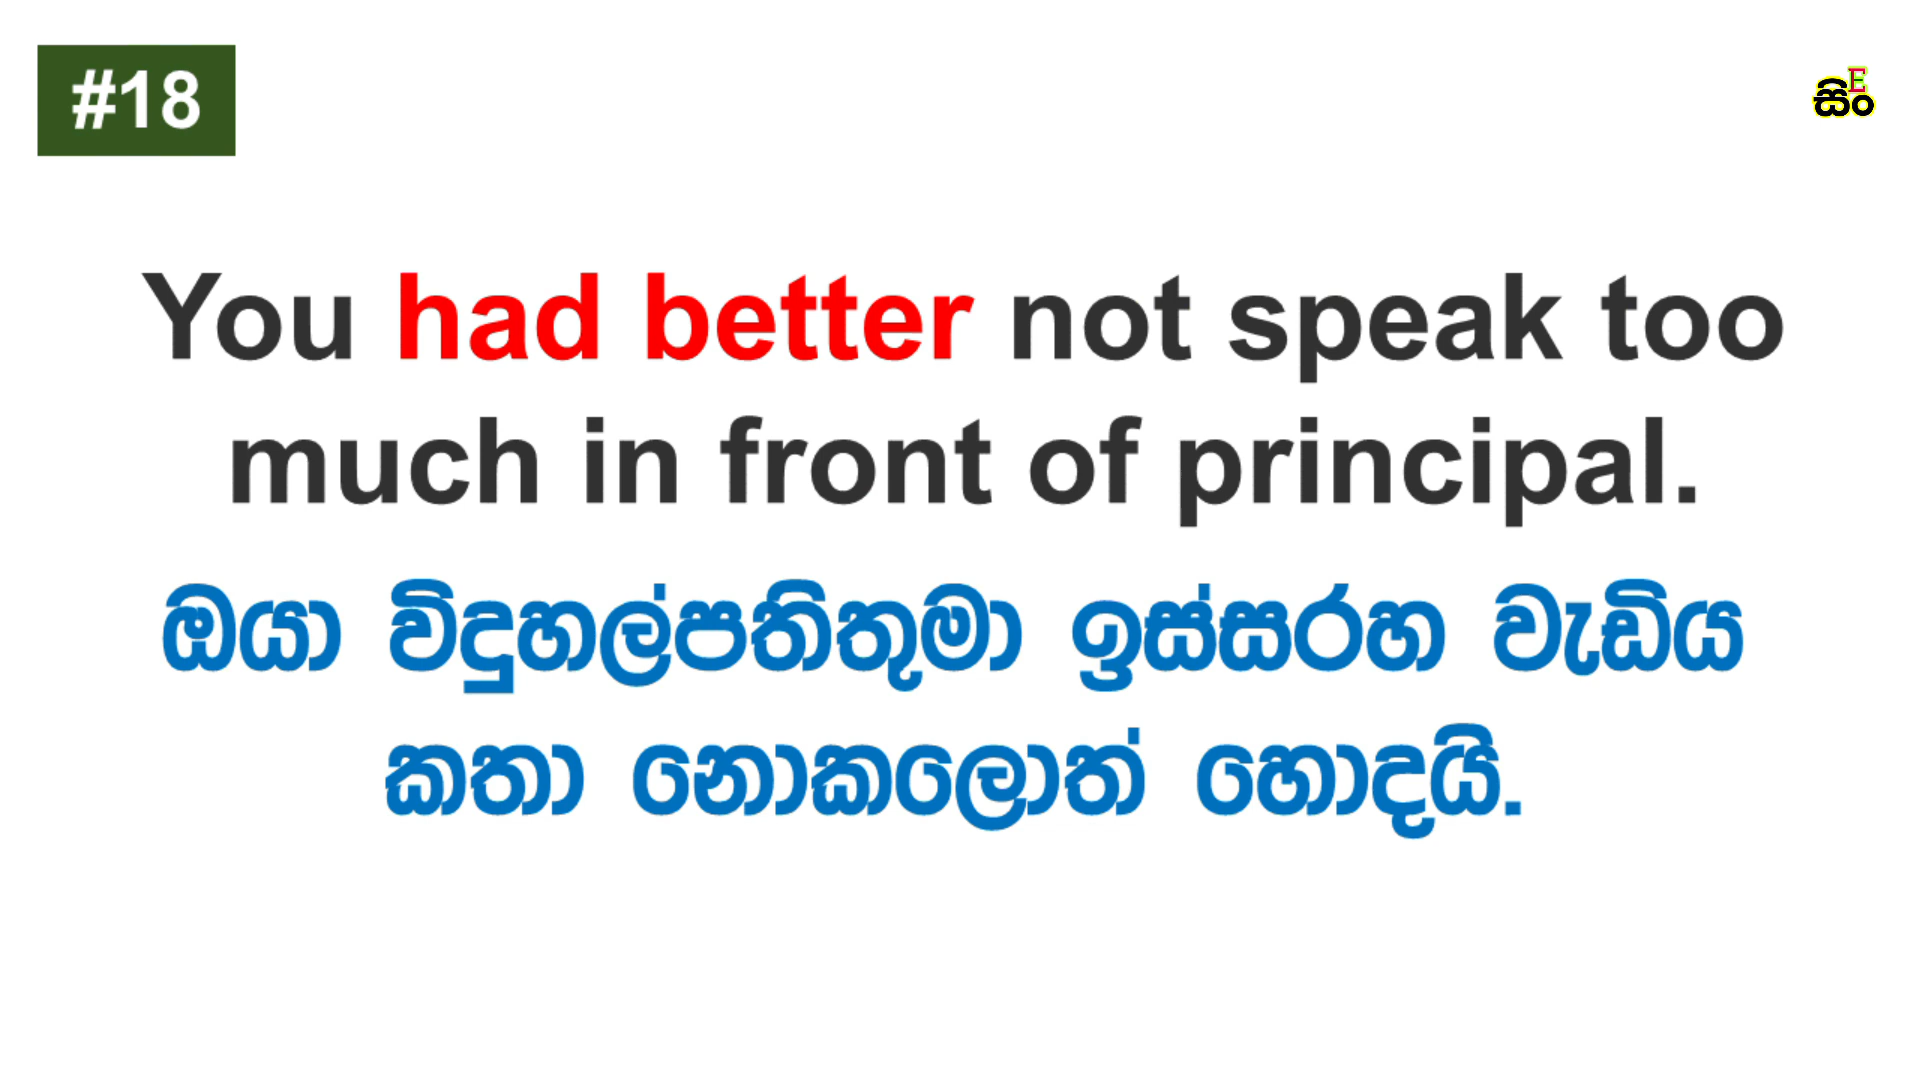 #18
සිංE
You had better not speak too
much in front of principal.
ඔයා විදුහල්පතිතුමා ඉස්සරහ වැඩිය
කතා නොකලොත් හොදයි.